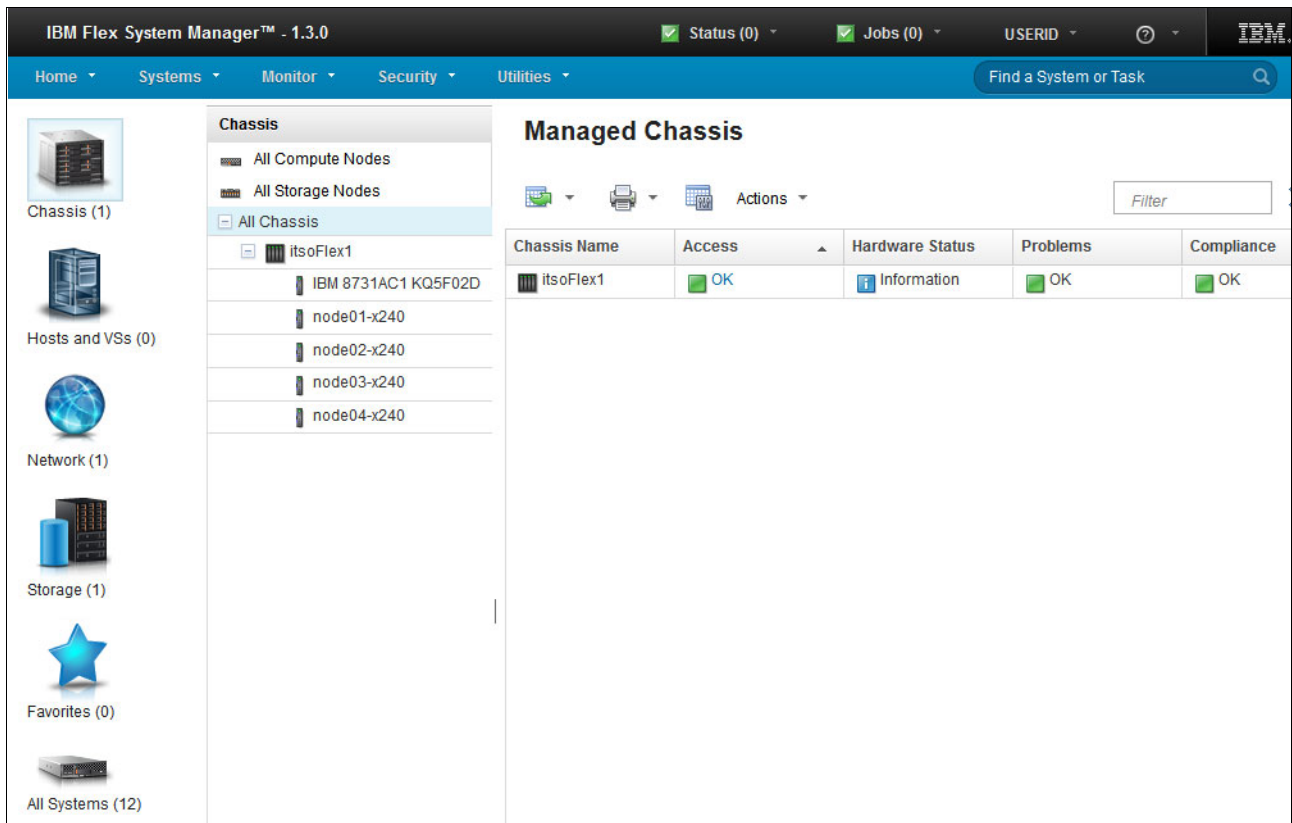 IBM Flex System Manager™ - 1.3.0
Status (0)
Jobs (0)
USERID
IBM.
Home
Systems
Monitor
Security
Utilities
Find a System or Task
Chassis (1)
Hosts and VSs (0)
Network (1)
Storage (1)
Favorites (0)
All Systems (12)
Chassis
All Compute Nodes
All Storage Nodes
All Chassis
itsoFlex1
IBM 8731AC1 KQ5F02D
node01-x240
node02-x240
node03-x240
node04-x240
Managed Chassis
Actions
Filter
Chassis Name Access Hardware Status Problems Compliance
itsoFlex1 OK Information OK OK